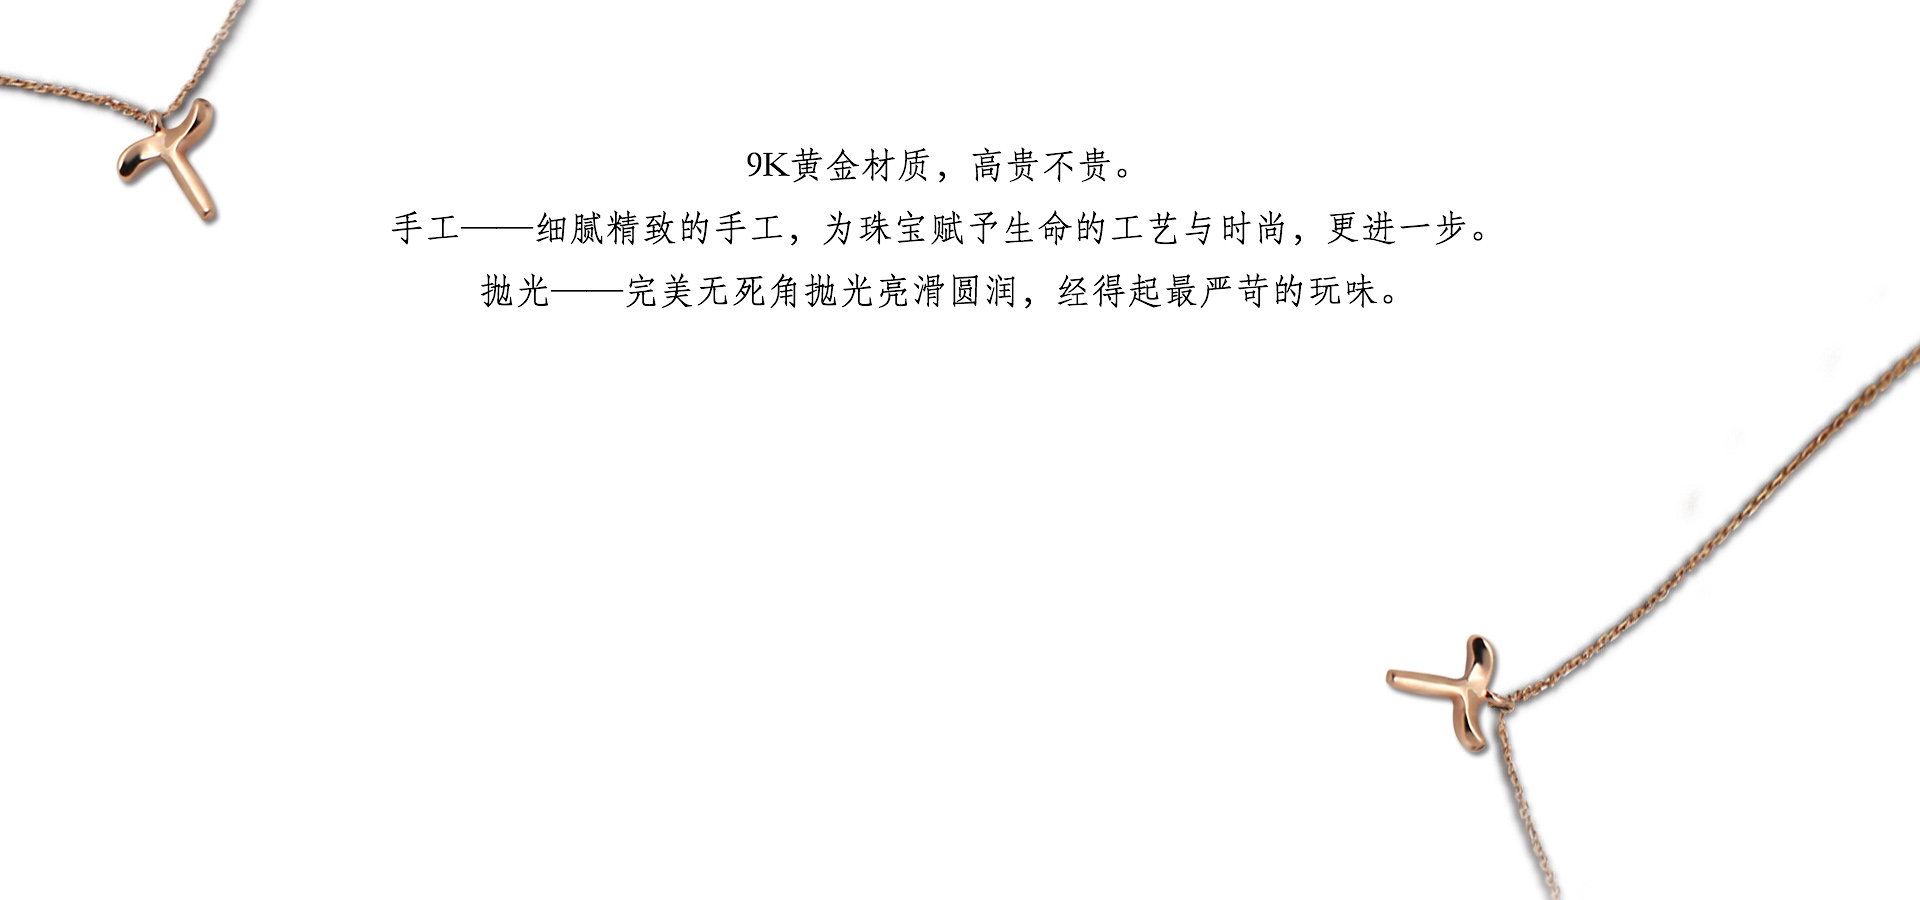 9K黄金材质，高贵不贵。
手工——细腻精致的手工，为珠宝赋予生命的工艺与时尚，更进一步。
抛光——完美无死角抛光亮滑圆润，经得起最严苛的玩味。